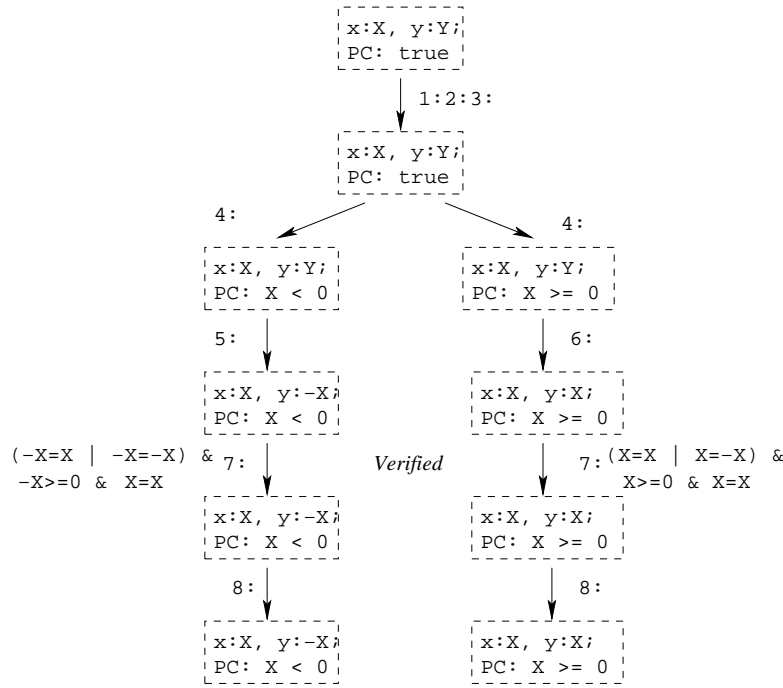 x:X, y:Y;
PC: true
1:2:3:
x:X, y:Y;
PC: true
4:
4:
x:X, y:Y;
PC: X < 0
x:X, y:Y;
PC: X >= 0
5:
6:
x:X, y:-X;
PC: X < 0
x:X, y:X;
PC: X >= 0
(-X=X | -X=-X) &
-X>=0 & X=X
7:
Verified
7:
(X=X | X=-X) &
X>=0 & X=X
x:X, y:-X;
PC: X < 0
x:X, y:X;
PC: X >= 0
8:
8:
x:X, y:-X;
PC: X < 0
x:X, y:X;
PC: X >= 0